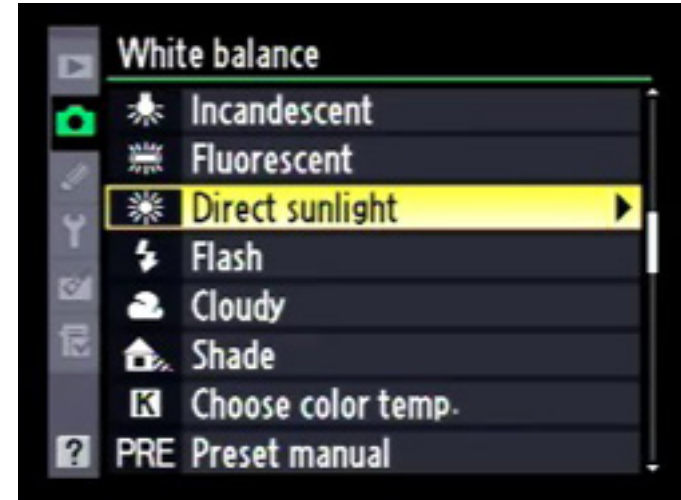 White balance
Incandescent
Fluorescent
Direct sunlight
Flash
Cloudy
Shade
K Choose color temp.
? PRE Preset manual